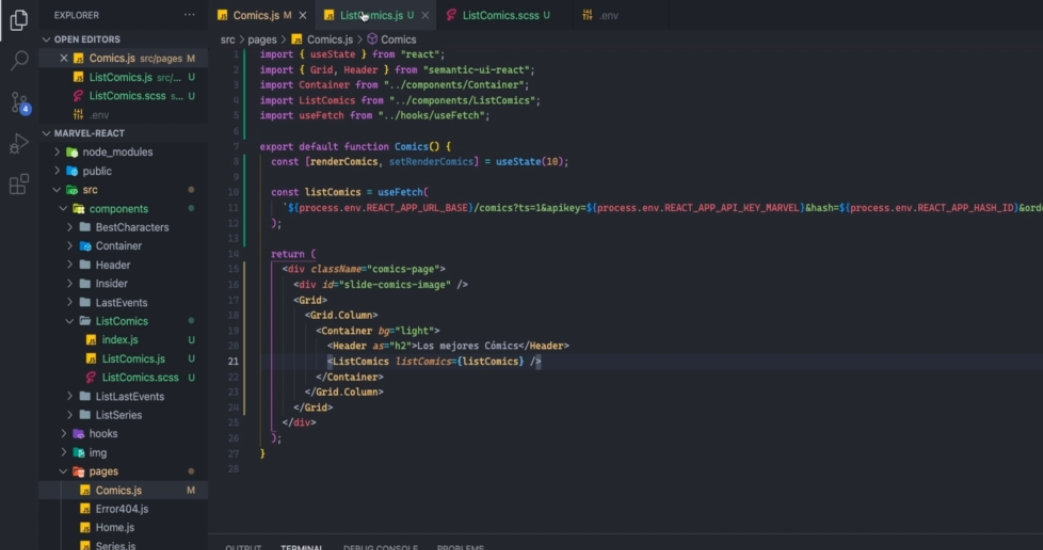 EXPLORER ...
Comics.js M ×
ListComics.js U ×
ListComics.scss U
.env
OPEN EDITORS
× Comics.js src/pages M
ListComics.js src/... U
ListComics.scss s... U
.env
MARVEL-REACT
node_modules
public
src
components
BestCharacters
Container
Header
Insider
LastEvents
ListComics
index.js U
ListComics.js U
ListComics.scss U
ListLastEvents
ListSeries
hooks
img
pages
Comics.js M
Error404.js
Home.js
Series.js
4
src > pages > Comics.js > Comics
1 import { useState } from "react";
2 import { Grid, Header } from "semantic-ui-react";
3 import Container from "../components/Container";
4 import ListComics from "../components/ListComics";
5 import useFetch from "../hooks/useFetch";
6
7 export default function Comics() {
8 const [renderComics, setRenderComics] = useState(10);
9
10 const listComics = useFetch(
11 `${process.env.REACT_APP_URL_BASE}/comics?ts=1&apikey=${process.env.REACT_APP_API_KEY_MARVEL}&hash=${process.env.REACT_APP_HASH_ID}&orde
12 );
13
14 return (
15 <div className="comics-page">
16 <div id="slide-comics-image" />
17 <Grid>
18 <Grid.Column>
19 <Container bg="light">
20 <Header as="h2">Los mejores Cómics</Header>
21 <ListComics listComics={listComics} />
22 </Container>
23 </Grid.Column>
24 </Grid>
25 </div>
26 );
27 }
28
OUTPUT TERMINAL DEBUG CONSOLE PROBLEMS